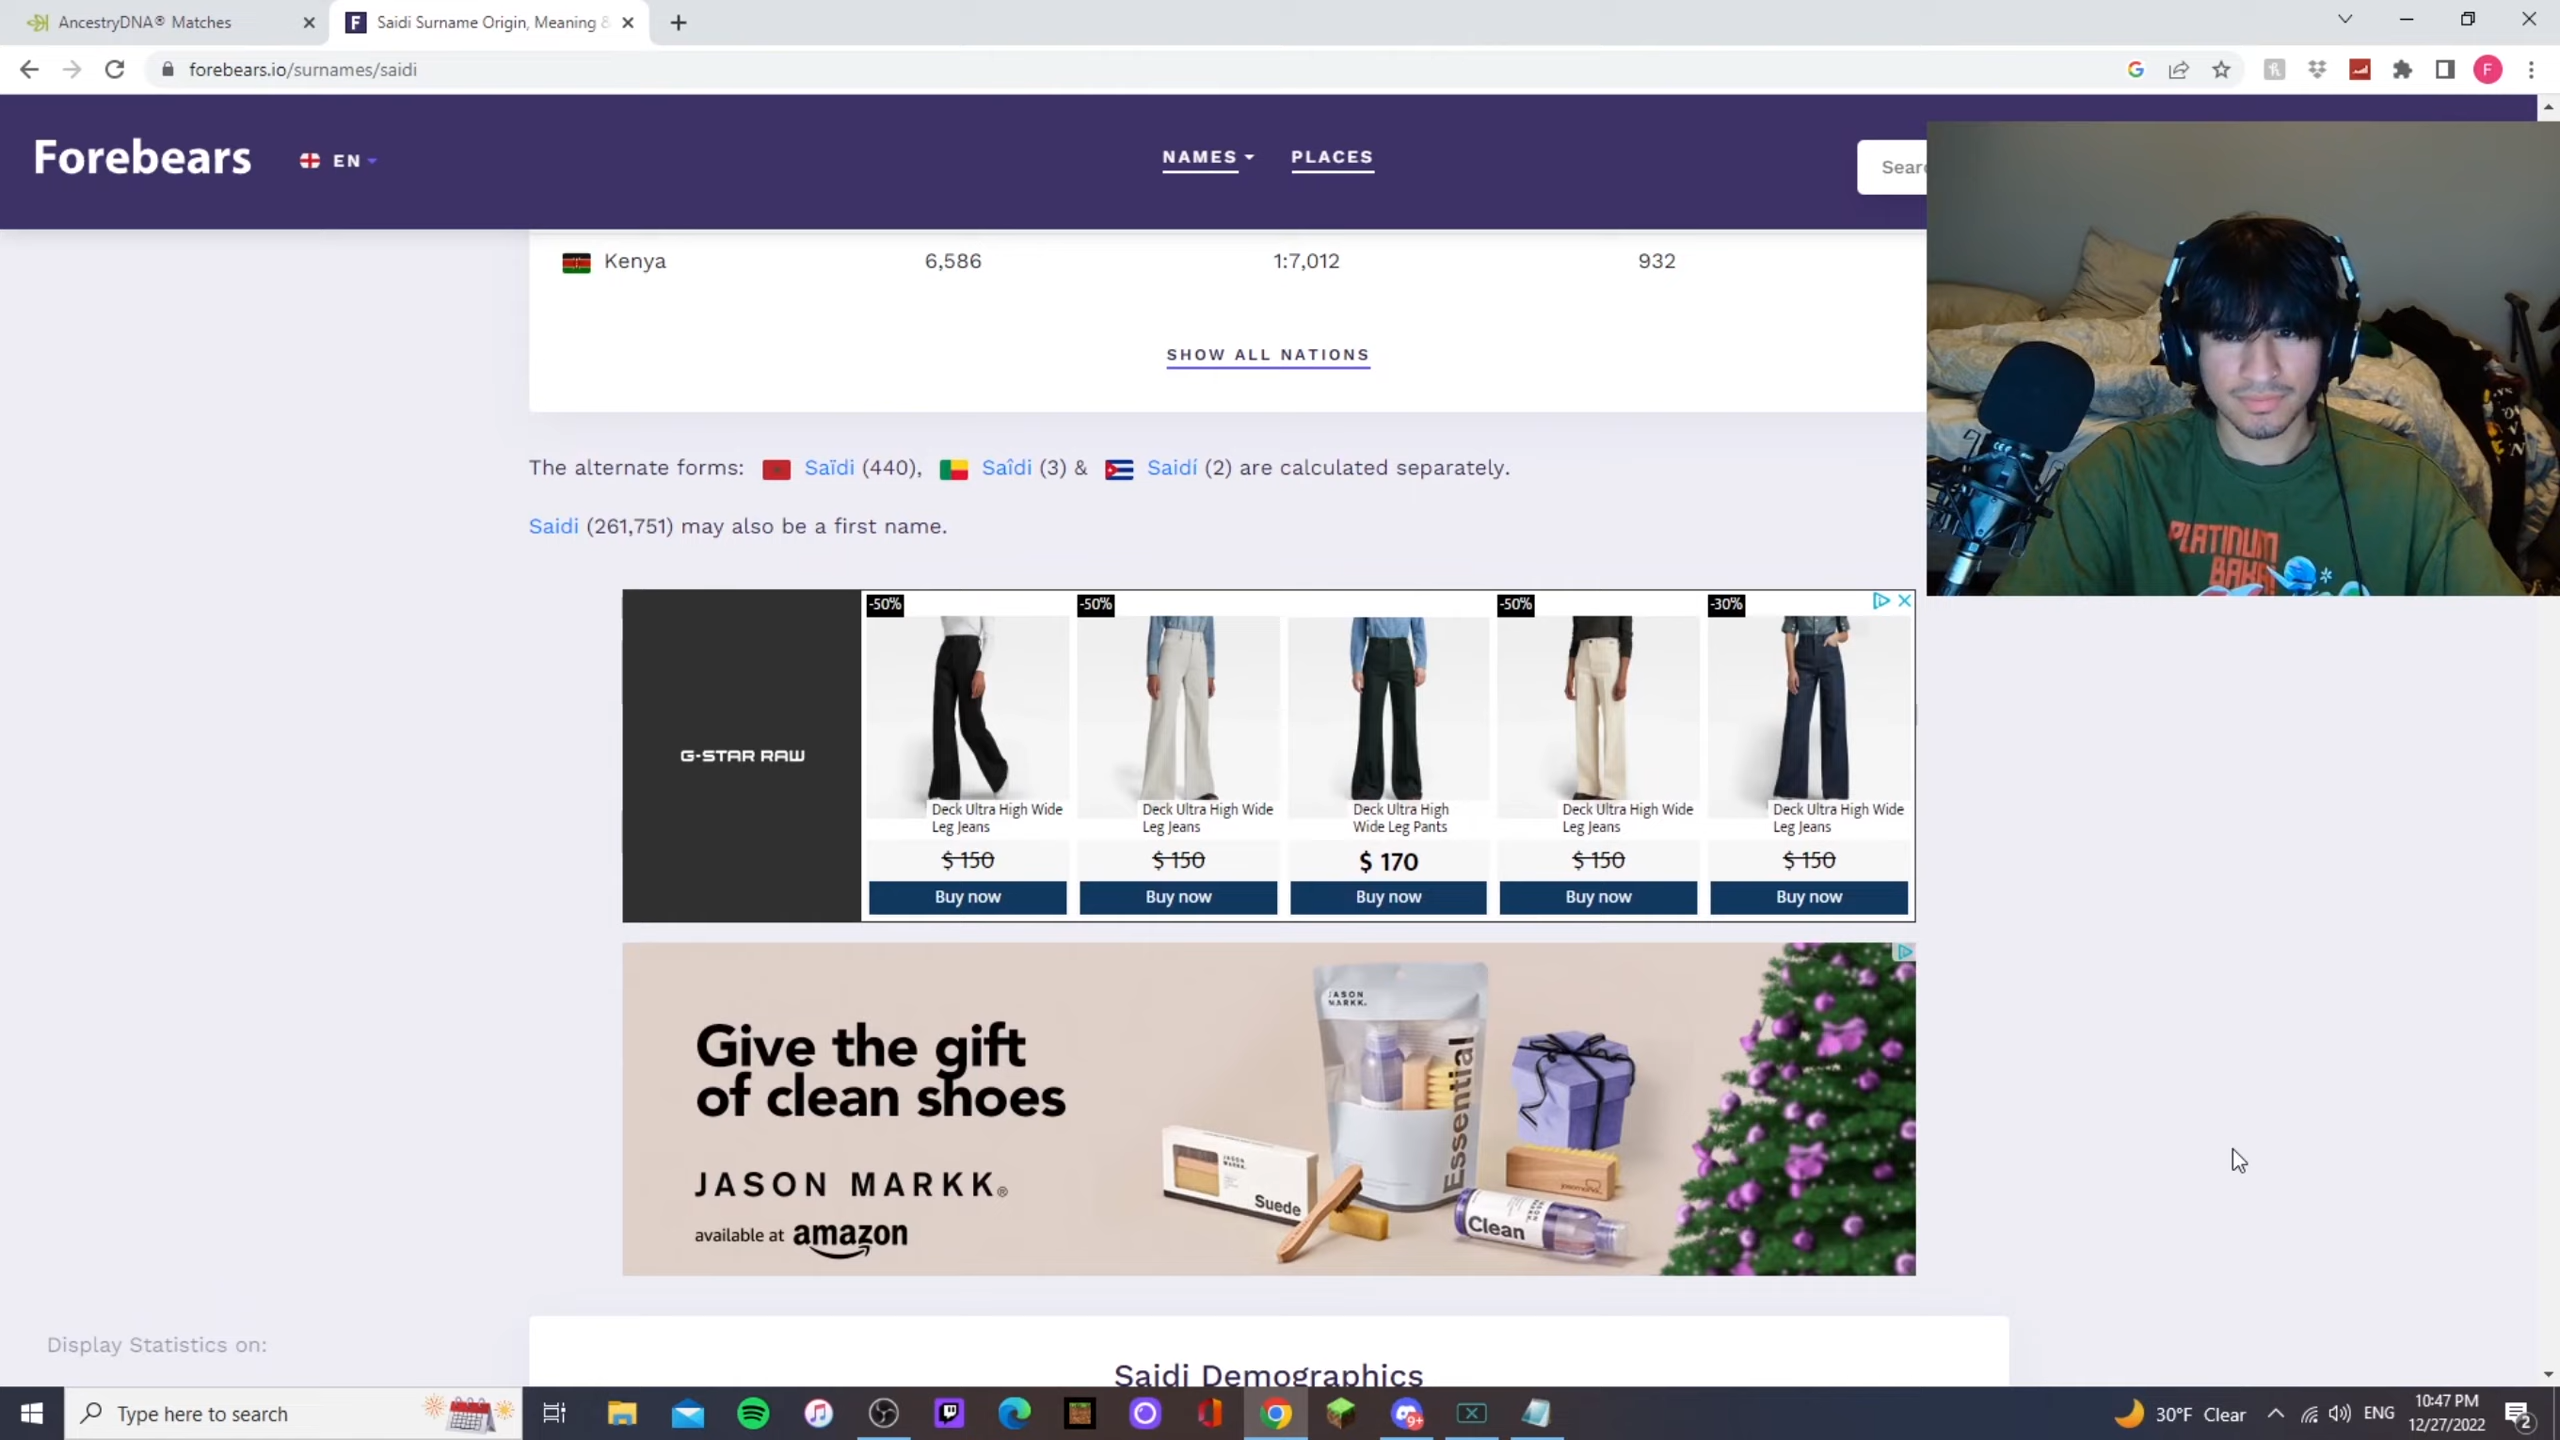 AncestryDNA® Matches
F Saidi Surname Origin, Meaning &
forebears.io/surnames/saidi
F
Forebears
EN
NAMES
PLACES
Sear
Kenya 6,586 1:7,012 932
SHOW ALL NATIONS
The alternate forms: Saïdi (440), Saîdi (3) & Saidí (2) are calculated separately.
Saidi (261,751) may also be a first name.
PLATINUM
G-STAR RAW
-50% -50% -50% -30%
Deck Ultra High Wide
Leg Jeans
$ 150
Buy now
Deck Ultra High Wide
Leg Jeans
$ 150
Buy now
Deck Ultra High
Wide Leg Pants
$ 170
Buy now
Deck Ultra High Wide
Leg Jeans
$ 150
Buy now
Deck Ultra High Wide
Leg Jeans
$ 150
Buy now
Give the gift
of clean shoes
JASON MARKK®
available at amazon
JASON
MARKK.
Essential
Suede
Clean
Display Statistics on:
Saidi Demographics
Type here to search
9+
30°F Clear
ENG
10:47 PM
12/27/2022
2